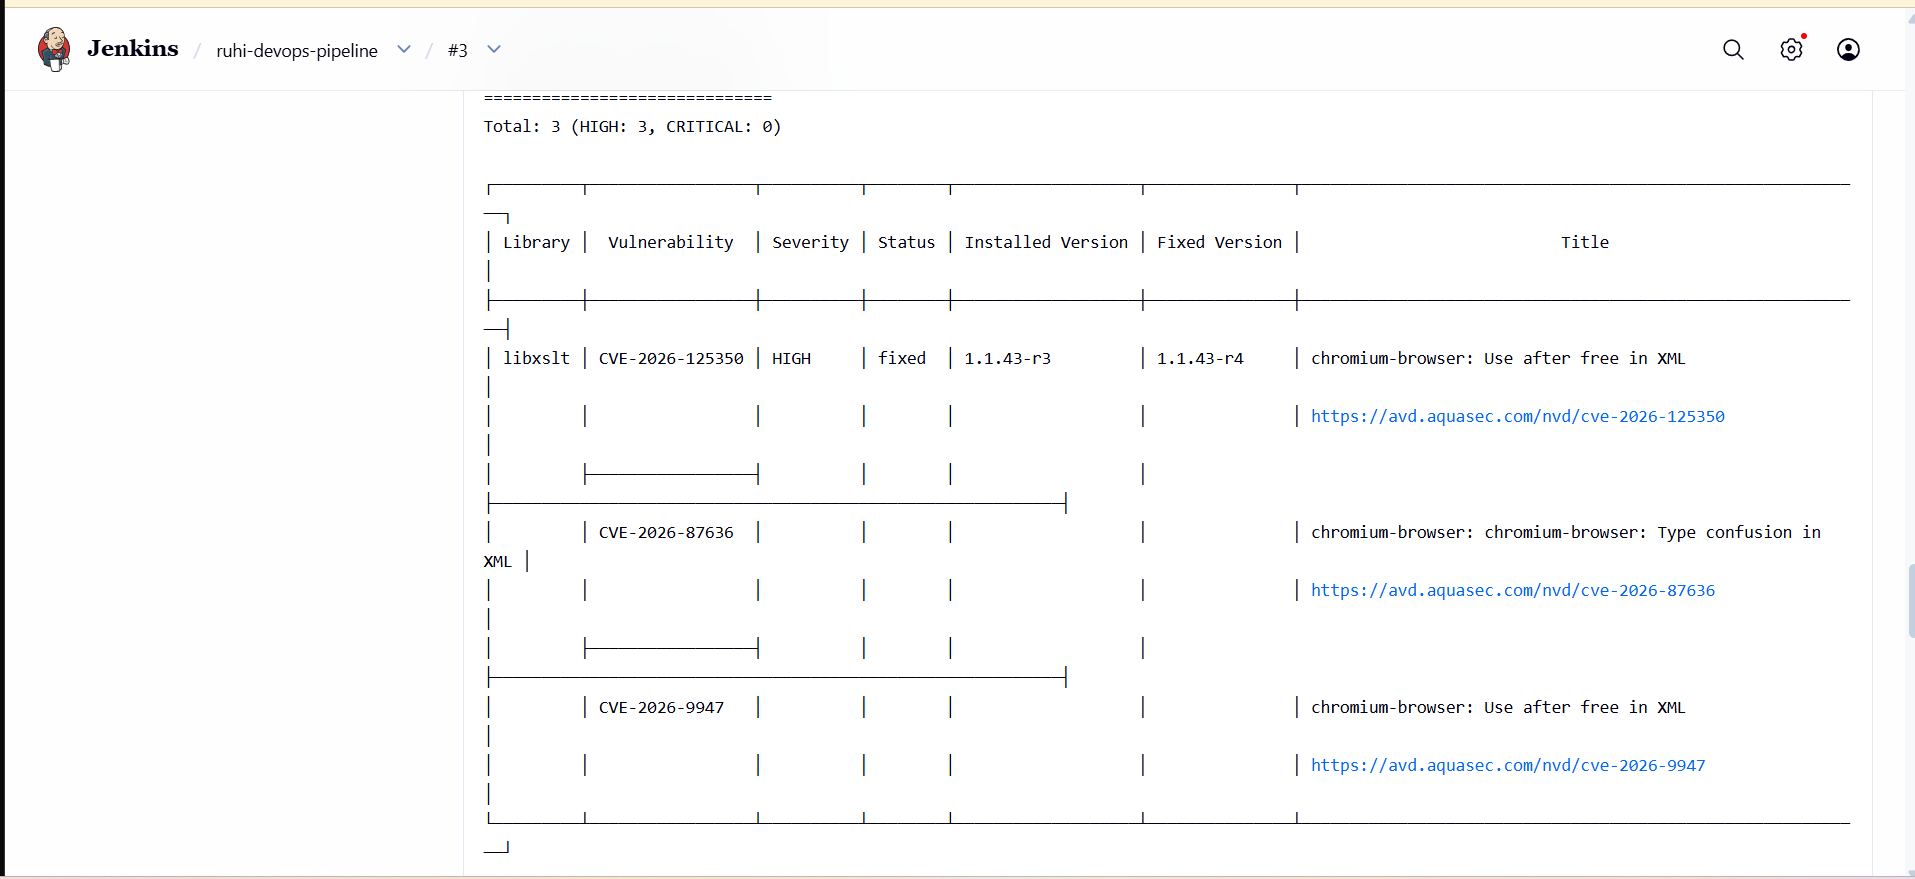 Jenkins / ruhi-devops-pipeline / #3
==============================
Total: 3 (HIGH: 3, CRITICAL: 0)
│ Library │ Vulnerability │ Severity │ Status │ Installed Version │ Fixed Version │ Title
│ libxslt │ CVE-2026-125350 │ HIGH │ fixed │ 1.1.43-r3 │ 1.1.43-r4 │ chromium-browser: Use after free in XML
https://avd.aquasec.com/nvd/cve-2026-125350
CVE-2026-87636 │ chromium-browser: chromium-browser: Type confusion in
XML │
https://avd.aquasec.com/nvd/cve-2026-87636
CVE-2026-9947 │ chromium-browser: Use after free in XML
https://avd.aquasec.com/nvd/cve-2026-9947